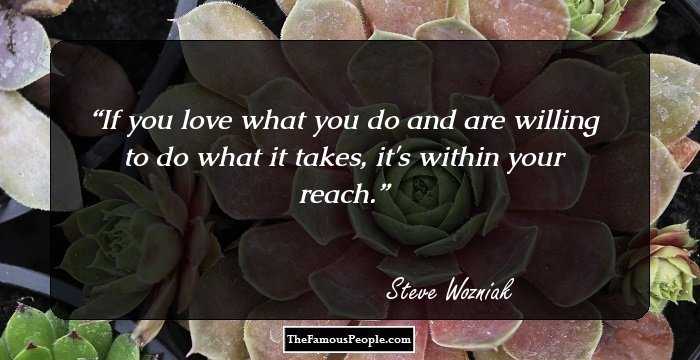 “If you love what you do and are willing
to do what it takes, it's within your
reach.”
Steve Wozniak
TheFamousPeople.com